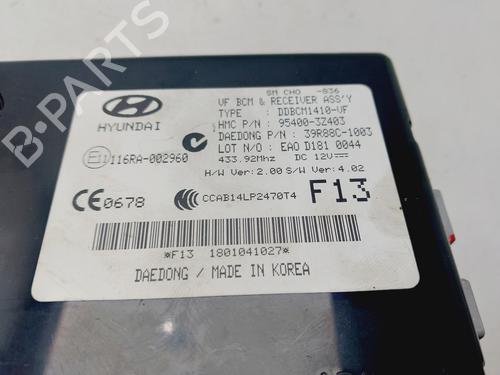 SM CHO -836
VF BCM & RECEIVER ASS'Y
TYPE : DDBCM1410-VF
HMC P/N : 95400-3Z403
DAEDONG P/N : 39R88C-1003
LOT N/O : EAO D181 0044
433.92Mhz DC 12V
H/W Ver: 2.00 S/W Ver: 4.02
HYUNDAI
E11 116RA-002960
CE0678
CCAB14LP2470T4
F13
*F13 1801041027*
DAEDONG / MADE IN KOREA
B-PARTS